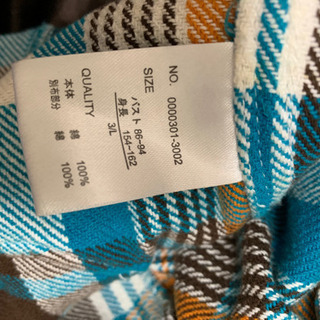 NO. 0000301-3002
SIZE
バスト 86-94
身長 154-162
3/L
QUALITY
本体 綿 100%
別布部分 綿 100%